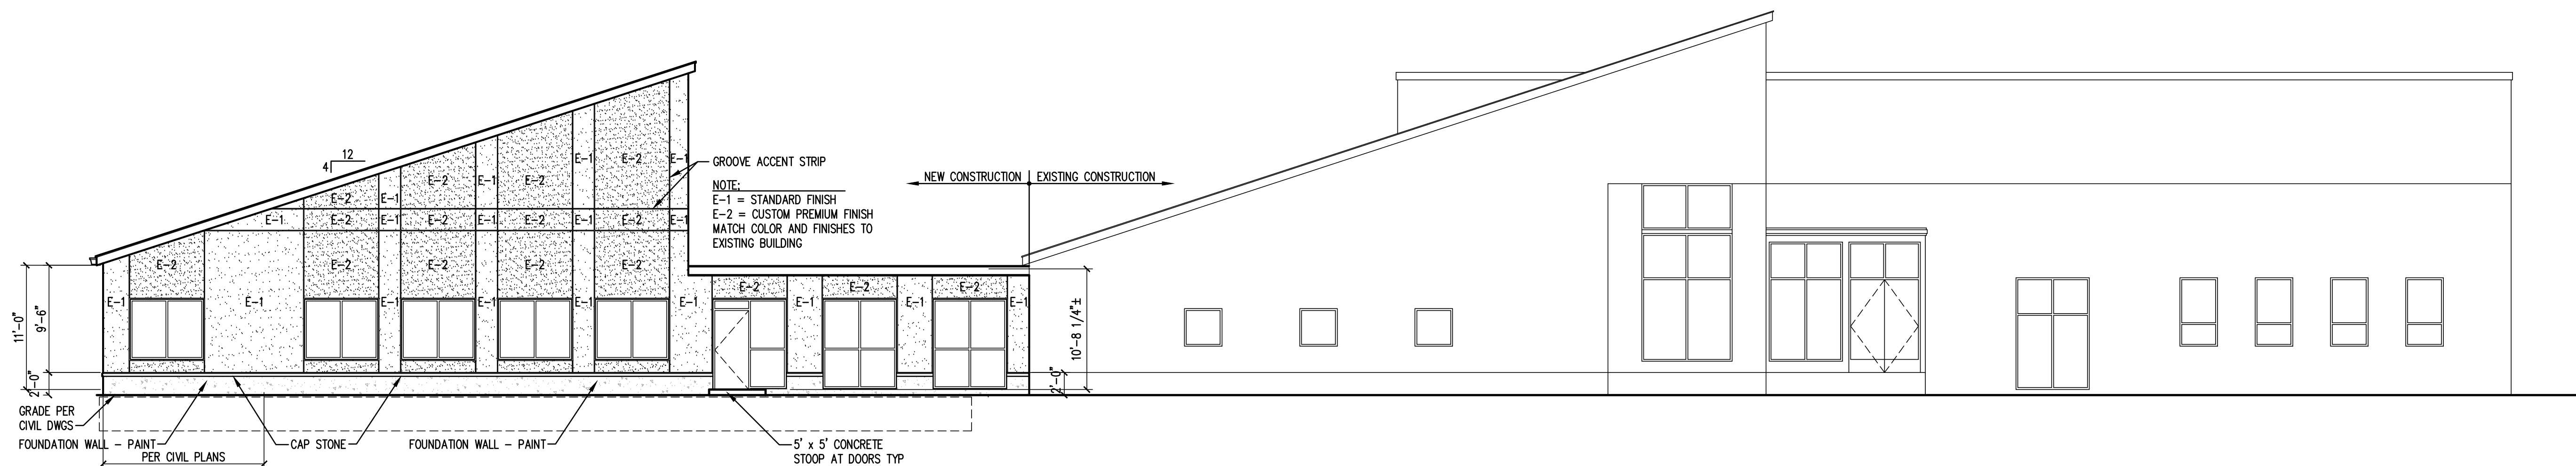 12
4
GROOVE ACCENT STRIP
NOTE:
E-1 = STANDARD FINISH
E-2 = CUSTOM PREMIUM FINISH
MATCH COLOR AND FINISHES TO
EXISTING BUILDING
NEW CONSTRUCTION
EXISTING CONSTRUCTION
E-1
E-2
E-1
E-2
E-1
E-2
E-1
E-2
E-1
E-2
E-1
E-1
E-2
E-1
E-2
E-1
E-2
E-1
E-2
E-1
E-2
E-2
E-2
E-2
E-2
E-2
E-2
E-2
E-1
E-1
E-1
E-1
E-1
E-1
E-1
E-1
E-1
11'-0"
9'-6"
2'-0"
10'-8 1/4"±
2'-0"
GRADE PER
CIVIL DWGS
FOUNDATION WALL - PAINT
CAP STONE
FOUNDATION WALL - PAINT
5' x 5' CONCRETE
STOOP AT DOORS TYP
PER CIVIL PLANS